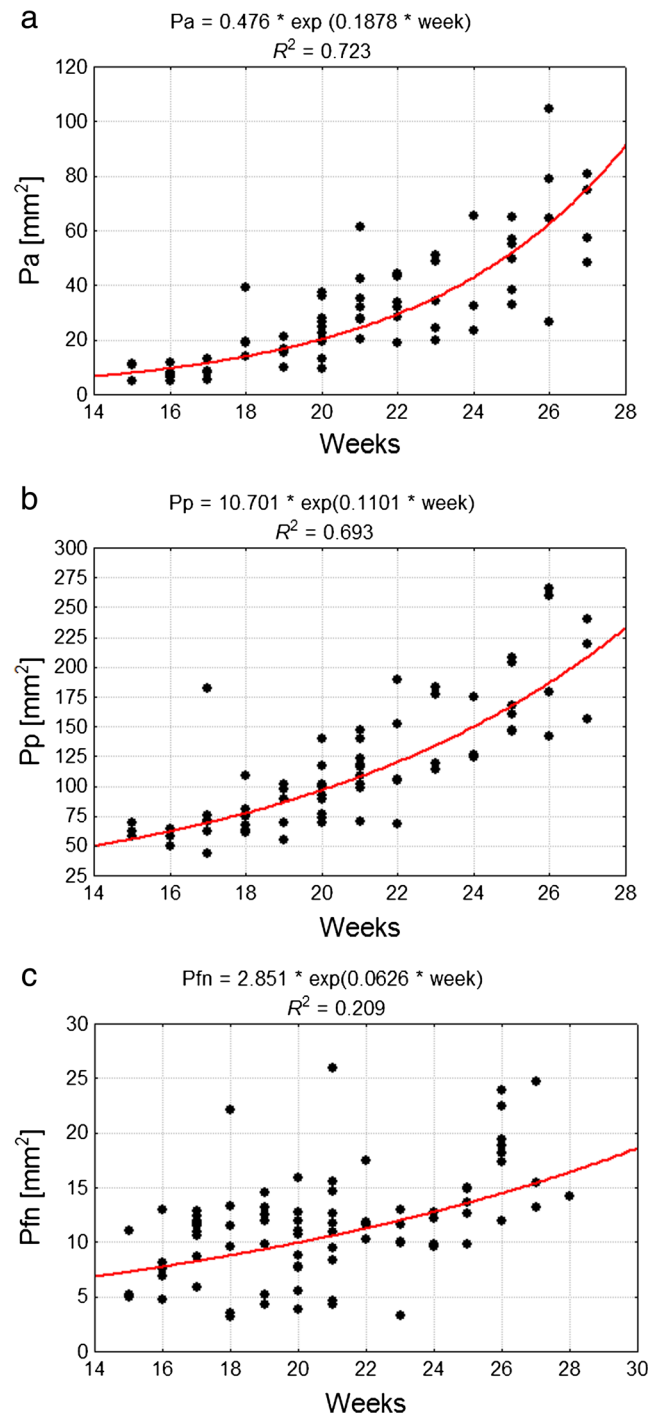 a
Pa = 0.476 * exp (0.1878 * week)
R² = 0.723
120
100
80
60
40
20
0
Pa [mm²]
14 16 18 20 22 24 26 28
Weeks
b
Pp = 10.701 * exp(0.1101 * week)
R² = 0.693
300
275
250
225
200
175
150
125
100
75
50
25
Pp [mm²]
14 16 18 20 22 24 26 28
Weeks
c
Pfn = 2.851 * exp(0.0626 * week)
R² = 0.209
30
25
20
15
10
5
0
Pfn [mm²]
14 16 18 20 22 24 26 28 30
Weeks